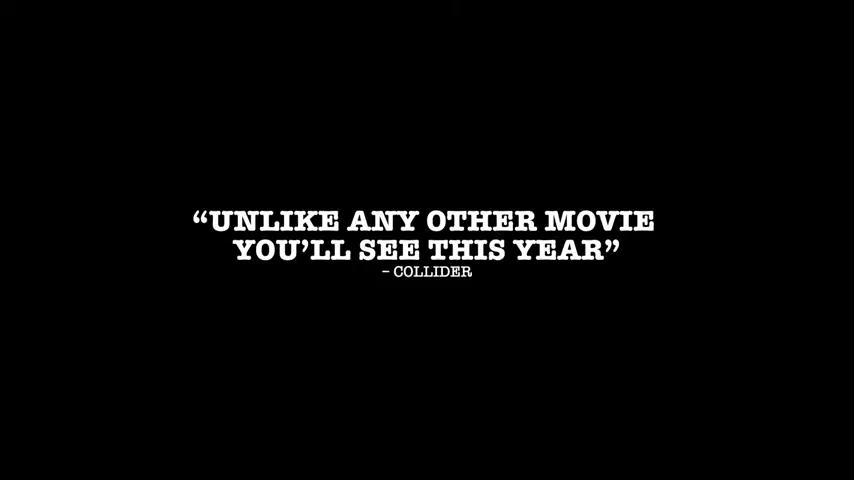 “UNLIKE ANY OTHER MOVIE
YOU’LL SEE THIS YEAR”
– COLLIDER